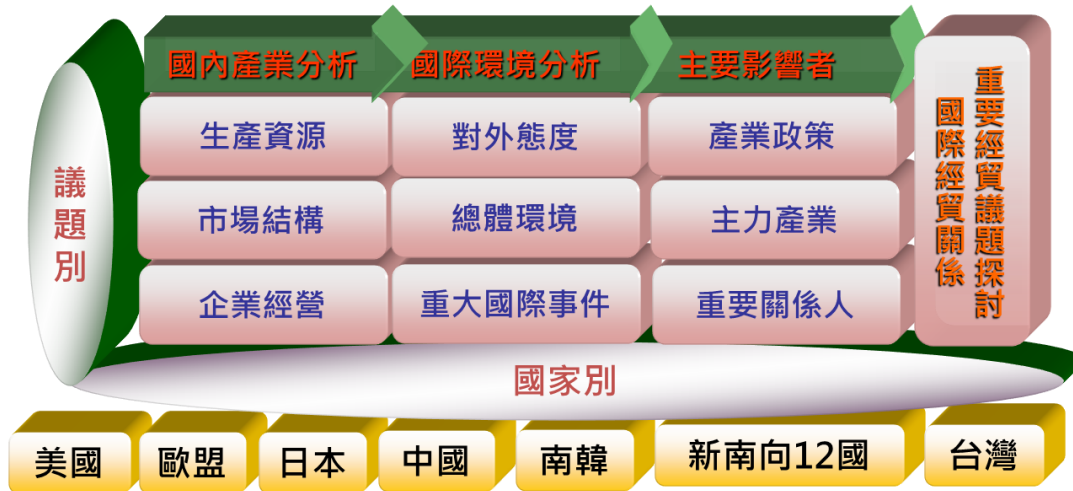 國內產業分析
國際環境分析
主要影響者
重要經貿議題探討
國際經貿關係
議題別
生產資源
對外態度
產業政策
市場結構
總體環境
主力產業
企業經營
重大國際事件
重要關係人
國家別
美國
歐盟
日本
中國
南韓
新南向12國
台灣